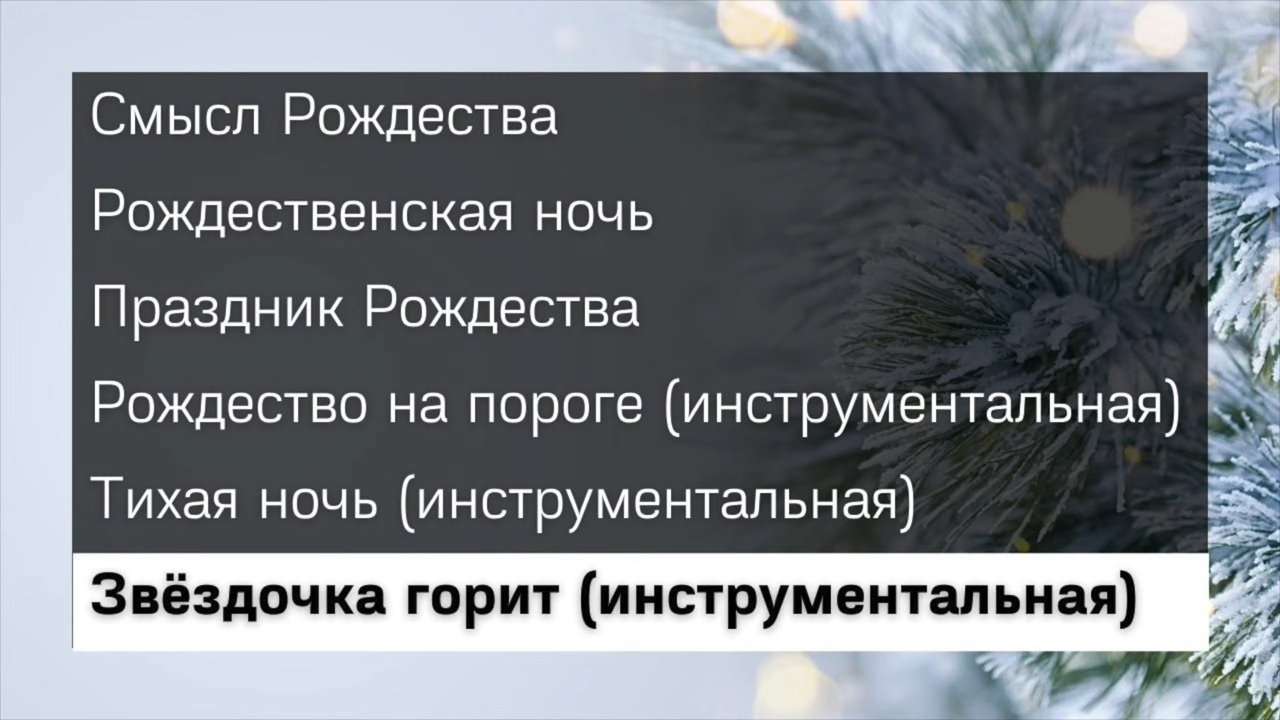 Смысл Рождества
Рождественская ночь
Праздник Рождества
Рождество на пороге (инструментальная)
Тихая ночь (инструментальная)
Звёздочка горит (инструментальная)